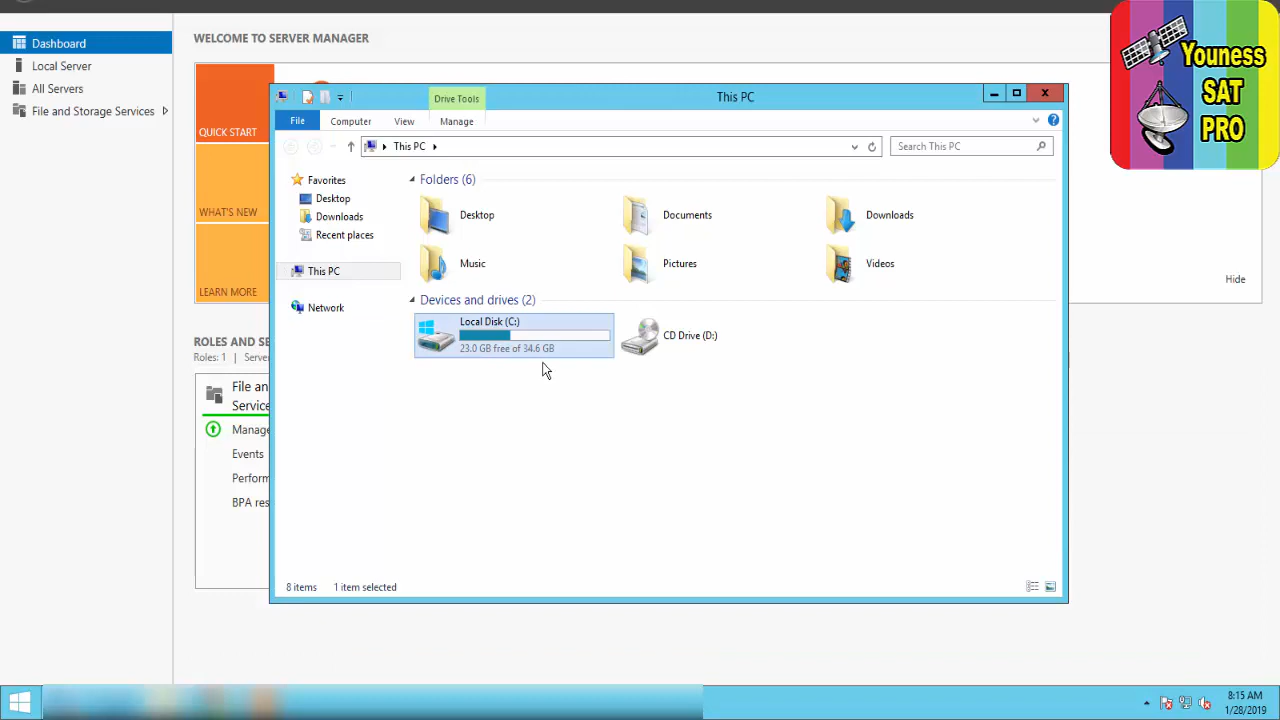 Dashboard
Local Server
All Servers
File and Storage Services
WELCOME TO SERVER MANAGER
QUICK START
WHAT'S NEW
LEARN MORE
Hide
ROLES AND SE
Roles: 1 | Server
File an
Service
Manage
Events
Perform
BPA res
Drive Tools
This PC
File
Computer
View
Manage
This PC
Search This PC
Favorites
Desktop
Downloads
Recent places
This PC
Network
Folders (6)
Desktop
Documents
Downloads
Music
Pictures
Videos
Devices and drives (2)
Local Disk (C:)
23.0 GB free of 34.6 GB
CD Drive (D:)
8 items
1 item selected
Youness
SAT
PRO
8:15 AM
1/28/2019